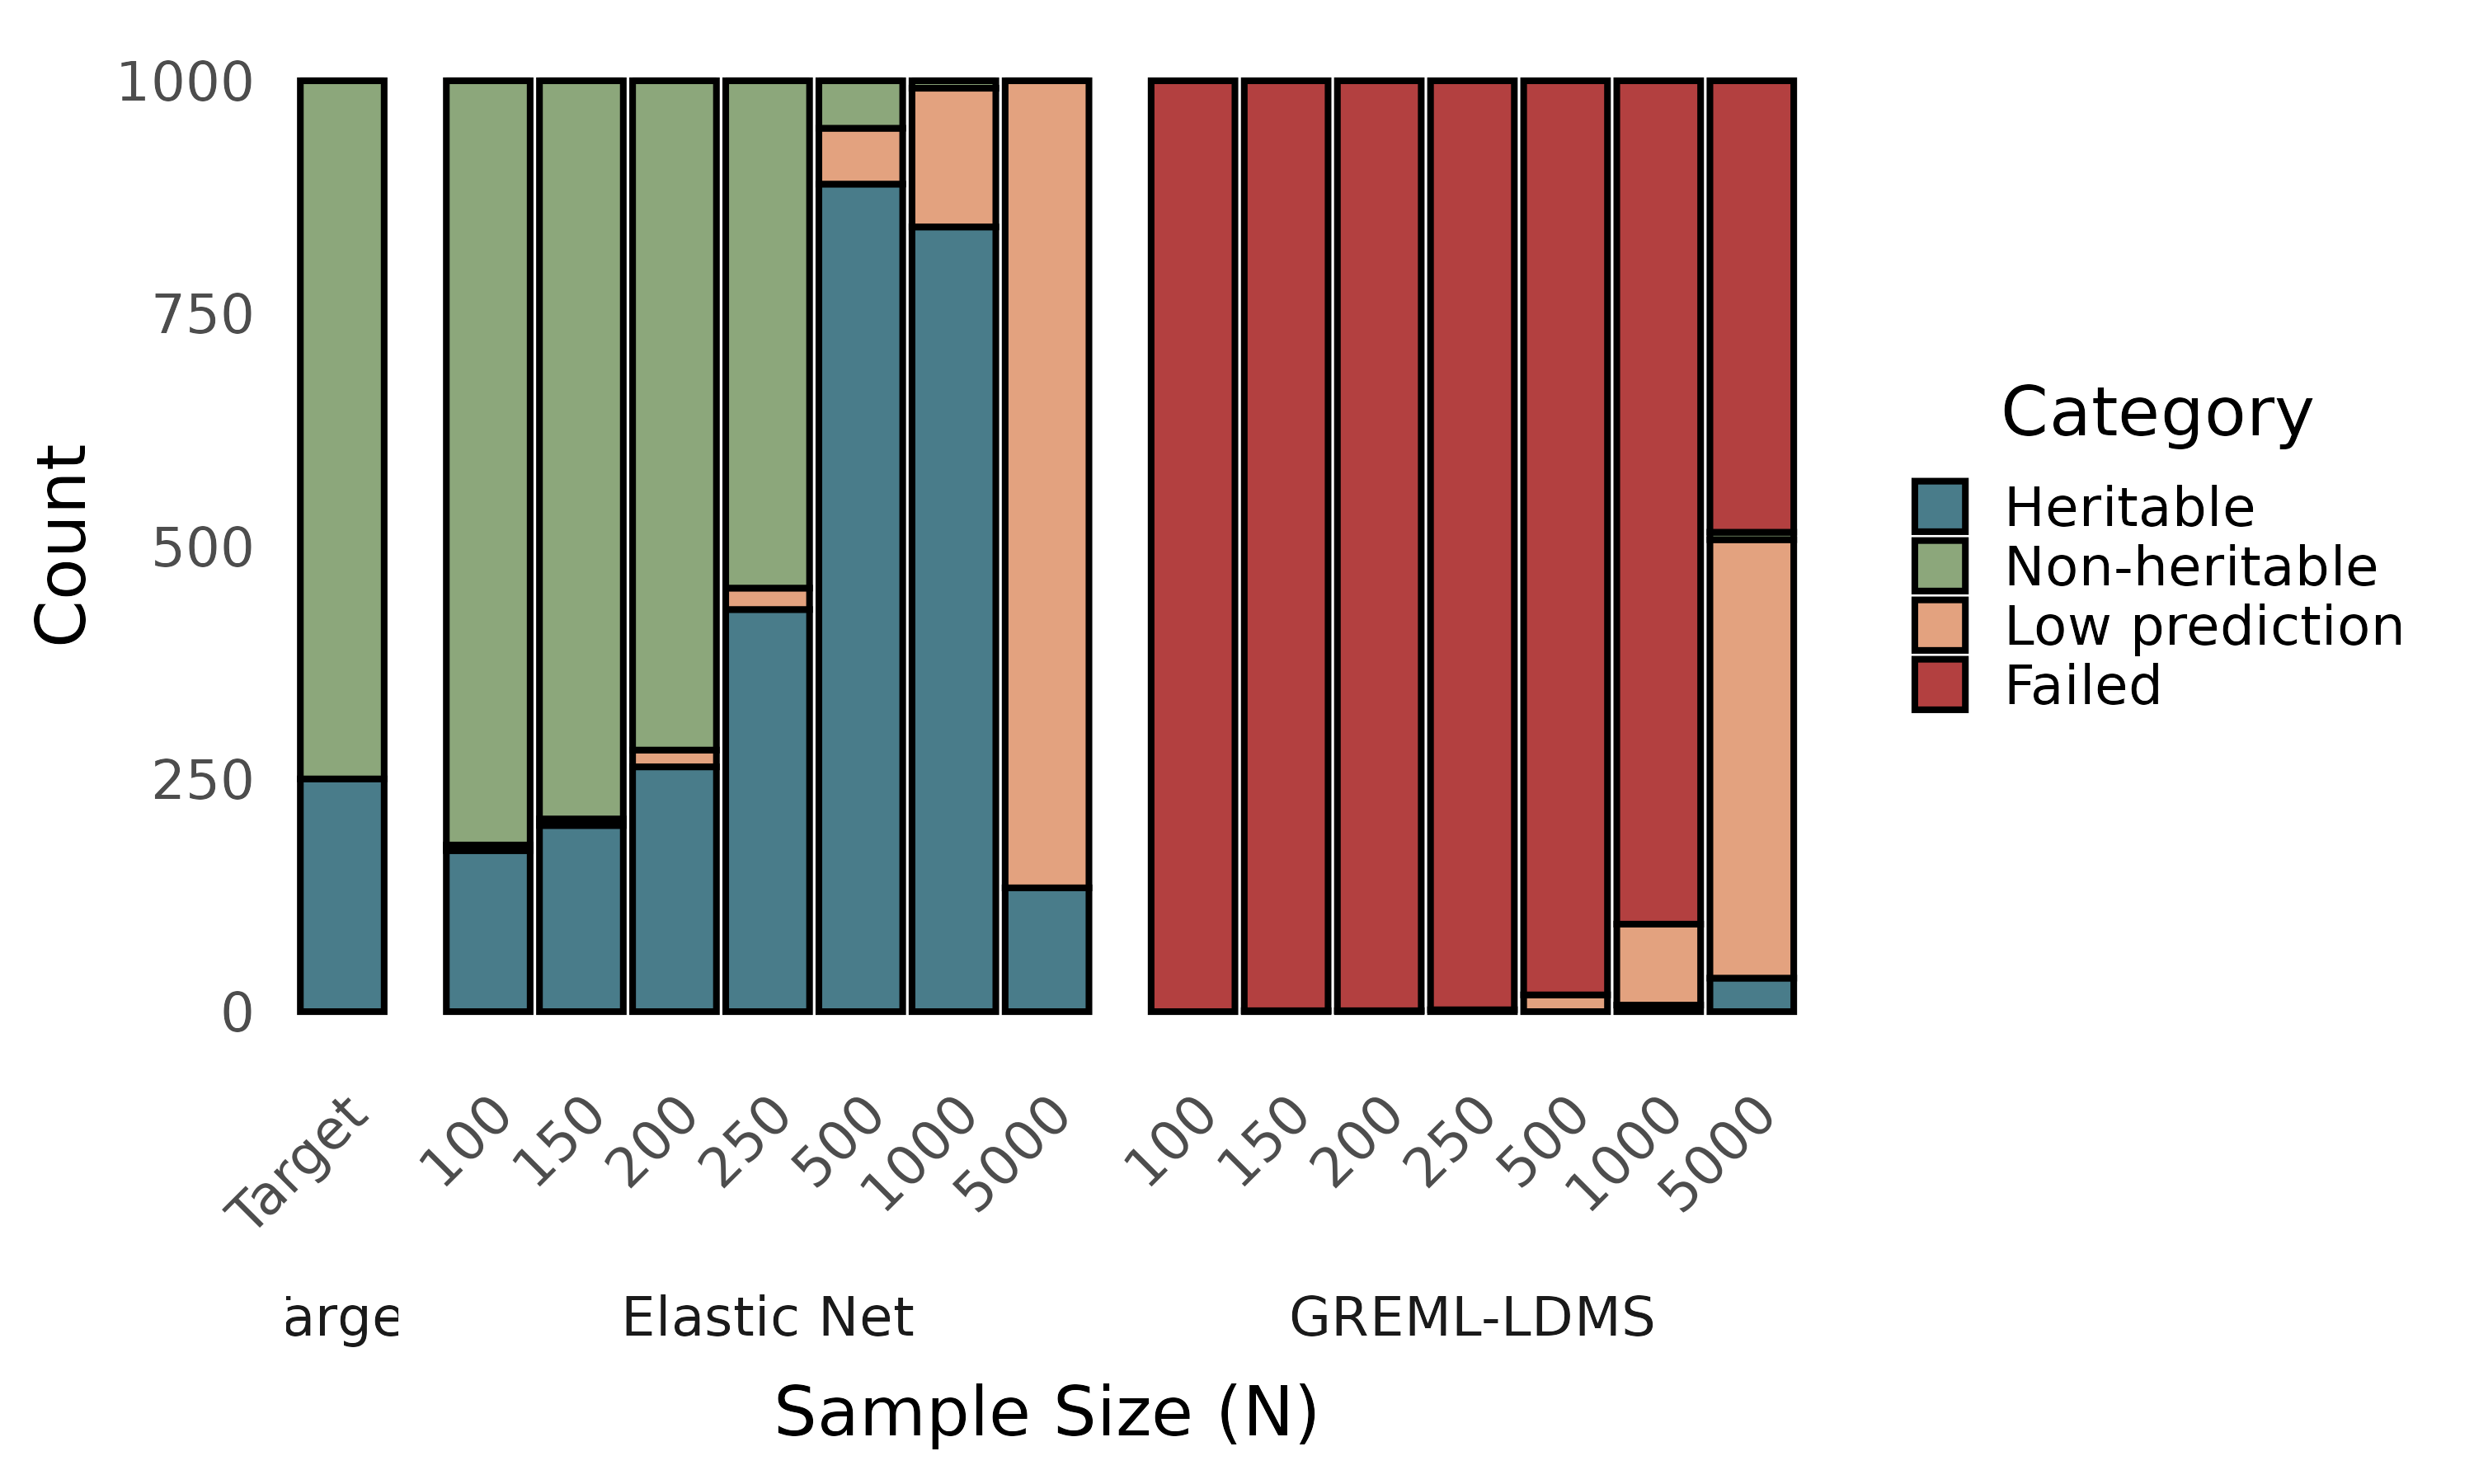 Count
1000
750
500
250
0
Target
100
150
200
250
500
1000
5000
100
150
200
250
500
1000
5000
arge
Elastic Net
GREML-LDMS
Sample Size (N)
Category
Heritable
Non-heritable
Low prediction
Failed